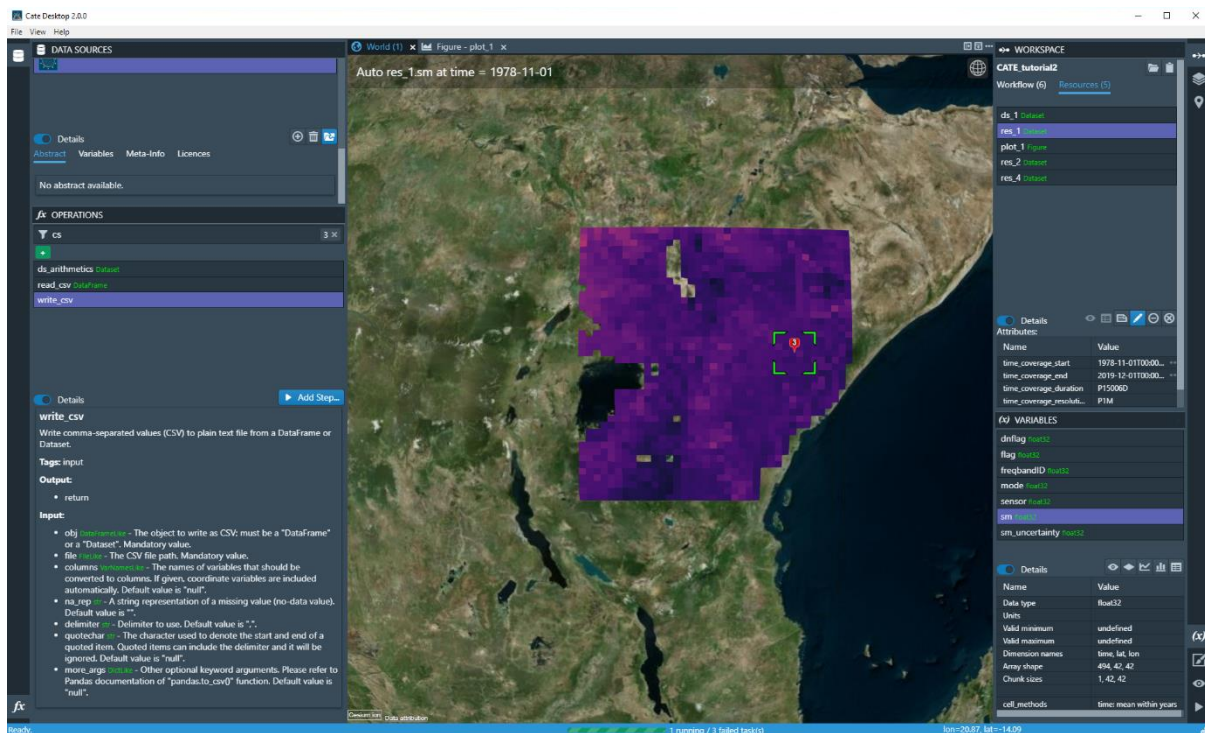 Cate Desktop 2.0.0
File View Help
DATA SOURCES
Details
Abstract Variables Meta-Info Licences
No abstract available.
fx OPERATIONS
cs 3
ds_arithmetics Dataset
read_csv DataFrame
write_csv
Details Add Step...
write_csv
Write comma-separated values (CSV) to plain text file from a DataFrame or
Dataset.
Tags: input
Output:
• return
Input:
• obj DataFrameLike - The object to write as CSV; must be a "DataFrame"
or a "Dataset". Mandatory value.
• file FileLike - The CSV file path. Mandatory value.
• columns VarNamesLike - The names of variables that should be
converted to columns. If given, coordinate variables are included
automatically. Default value is "null".
• na_rep str - A string representation of a missing value (no-data value).
Default value is "".
• delimiter str - Delimiter to use. Default value is ",".
• quotechar str - The character used to denote the start and end of a
quoted item. Quoted items can include the delimiter and it will be
ignored. Default value is "null".
• more_args DictLike - Other optional keyword arguments. Please refer to
Pandas documentation of "pandas.to_csv()" function. Default value is
"null".
fx
Ready.
World (1) Figure - plot_1
Auto res_1.sm at time = 1978-11-01
3
Cesium ion Data attribution
1 running / 3 failed task(s)
lon=20.87, lat=-14.09
WORKSPACE
CATE_tutorial2
Workflow (6) Resources (5)
ds_1 Dataset
res_1 Dataset
plot_1 Figure
res_2 Dataset
res_4 Dataset
Details
Attributes:
Name Value
time_coverage_start 1978-11-01T00:00...
time_coverage_end 2019-12-01T00:00...
time_coverage_duration P15006D
time_coverage_resoluti... P1M
(x) VARIABLES
dnflag float32
flag float32
freqbandID float32
mode float32
sensor float32
sm float32
sm_uncertainty float32
Details
Name Value
Data type float32
Units
Valid minimum undefined
Valid maximum undefined
Dimension names time, lat, lon
Array shape 494, 42, 42
Chunk sizes 1, 42, 42
cell_methods time: mean within years
(x)